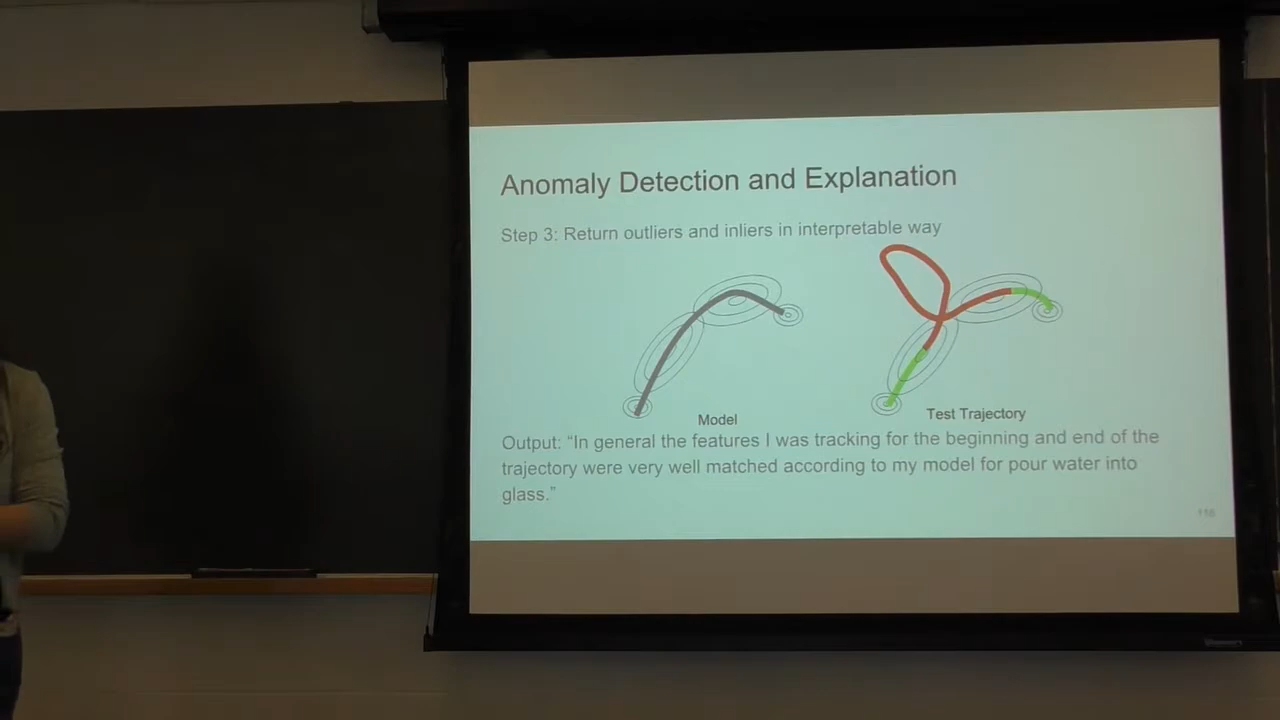 Anomaly Detection and Explanation
Step 3: Return outliers and inliers in interpretable way
Model
Test Trajectory
Output: “In general the features I was tracking for the beginning and end of the
trajectory were very well matched according to my model for pour water into
glass.”